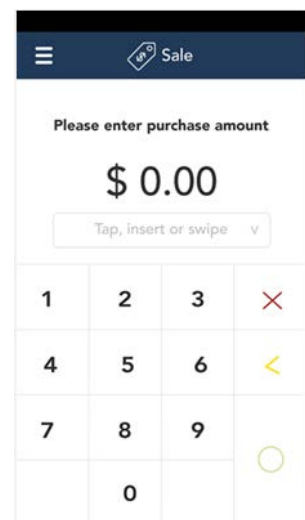 Sale
Please enter purchase amount
$ 0.00
Tap, insert or swipe v
1 2 3
4 5 6 <
7 8 9
0